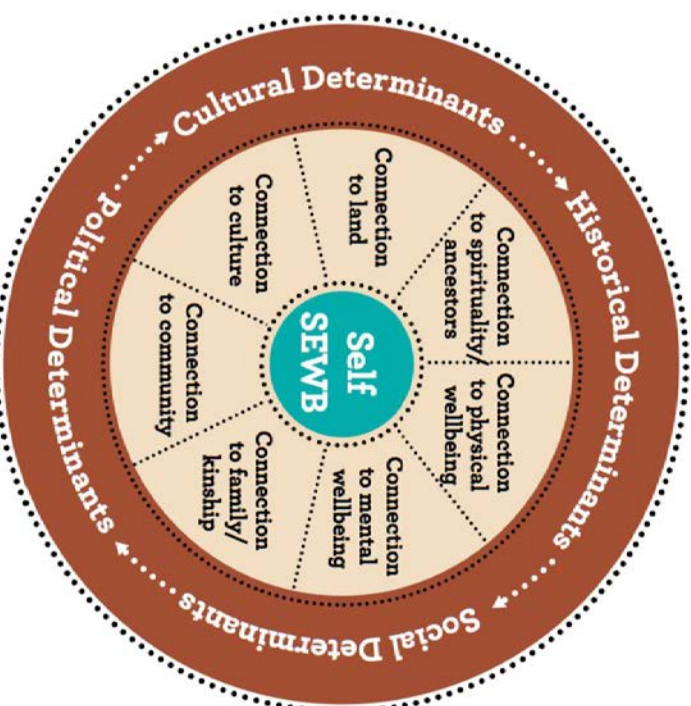 Historical Determinants
Social Determinants
Political Determinants
Cultural Determinants
Connection
to spirituality/
ancestors
Connection
to physical
wellbeing
Connection
to mental
wellbeing
Connection
to family/
kinship
Connection
to community
Connection
to culture
Connection
to land
Self
SEWB